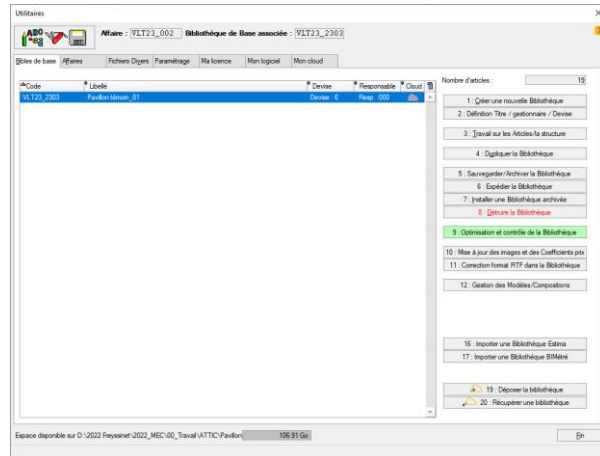 Utilitaires
Affaire : VLT23_002 Bibliothèque de Base associée : VLT23_2303
Bibles de base Affaires Fichiers Divers Paramétrage Ma licence Mon logiciel Mon cloud
Code Libellé Devise Responsable Cloud
VLT23_2303 Pavillon témoin_01 Devise : € Resp : 000
Nombre d'articles : 19
1 : Créer une nouvelle Bibliothèque
2 : Définition Titre / gestionnaire / Devise
3 : Travail sur les Articles/la structure
4 : Dupliquer la Bibliothèque
5 : Sauvegarder/Archiver la Bibliothèque
6 : Expédier la Bibliothèque
7 : Installer une Bibliothèque archivée
8 : Détruire la Bibliothèque
9 : Optimisation et contrôle de la Bibliothèque
10 : Mise à jour des images et des Coefficients prix
11 : Correction format RTF dans la Bibliothèque
12 : Gestion des Modèles/Compositions
16 : Importer une Bibliothèque Estima
17 : Importer une Bibliothèque BIMétré
19 : Déposer la bibliothèque
20 : Récupérer une bibliothèque
Espace disponible sur D:\2022 Freyssinet\2022_MEC\00_Travail\ATTIC\Pavillon 106.91 Go
Fin